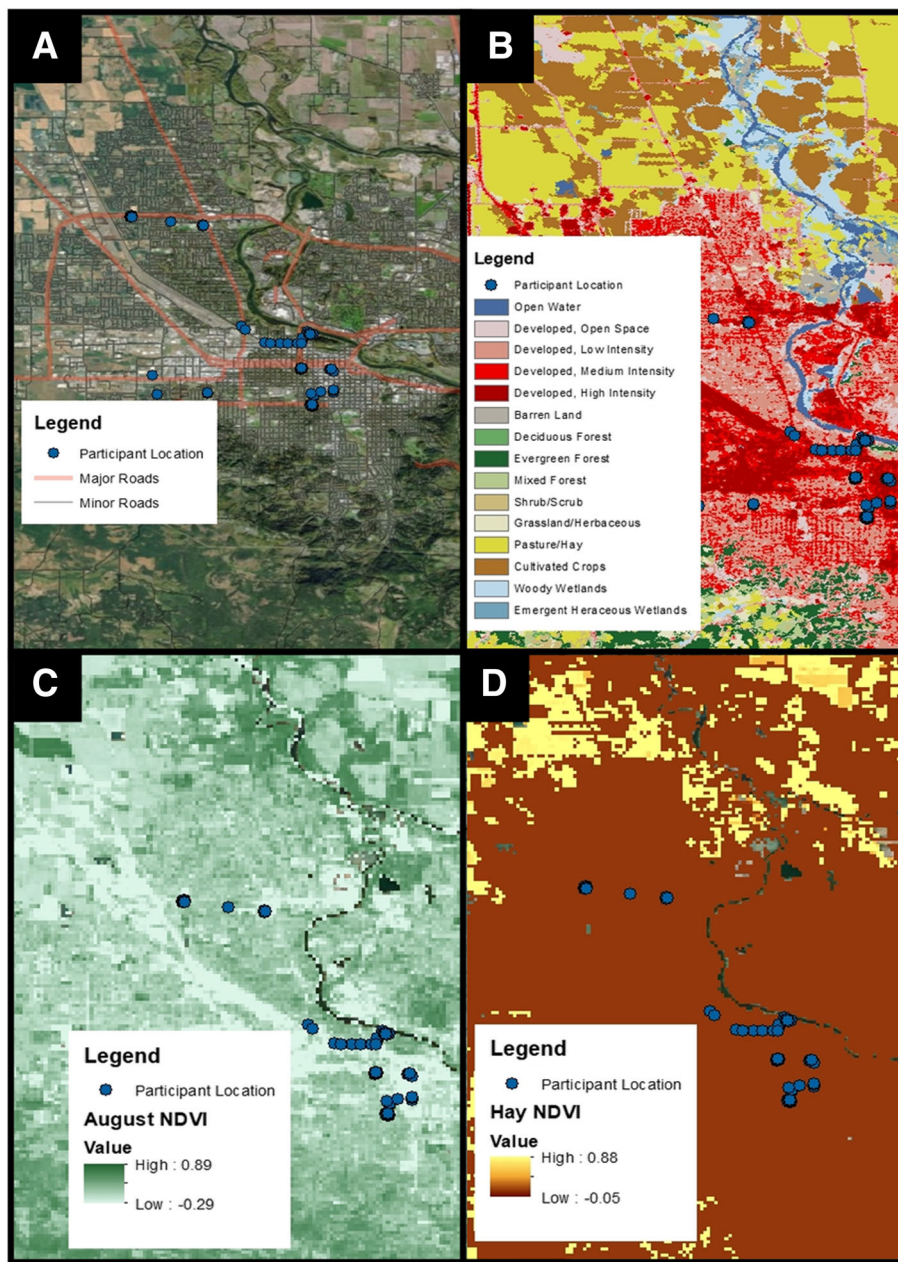 A
Legend
Participant Location
Major Roads
Minor Roads
B
Legend
Participant Location
Open Water
Developed, Open Space
Developed, Low Intensity
Developed, Medium Intensity
Developed, High Intensity
Barren Land
Deciduous Forest
Evergreen Forest
Mixed Forest
Shrub/Scrub
Grassland/Herbaceous
Pasture/Hay
Cultivated Crops
Woody Wetlands
Emergent Heraceous Wetlands
C
Legend
Participant Location
August NDVI
Value
High : 0.89
Low : -0.29
D
Legend
Participant Location
Hay NDVI
Value
High : 0.88
Low : -0.05